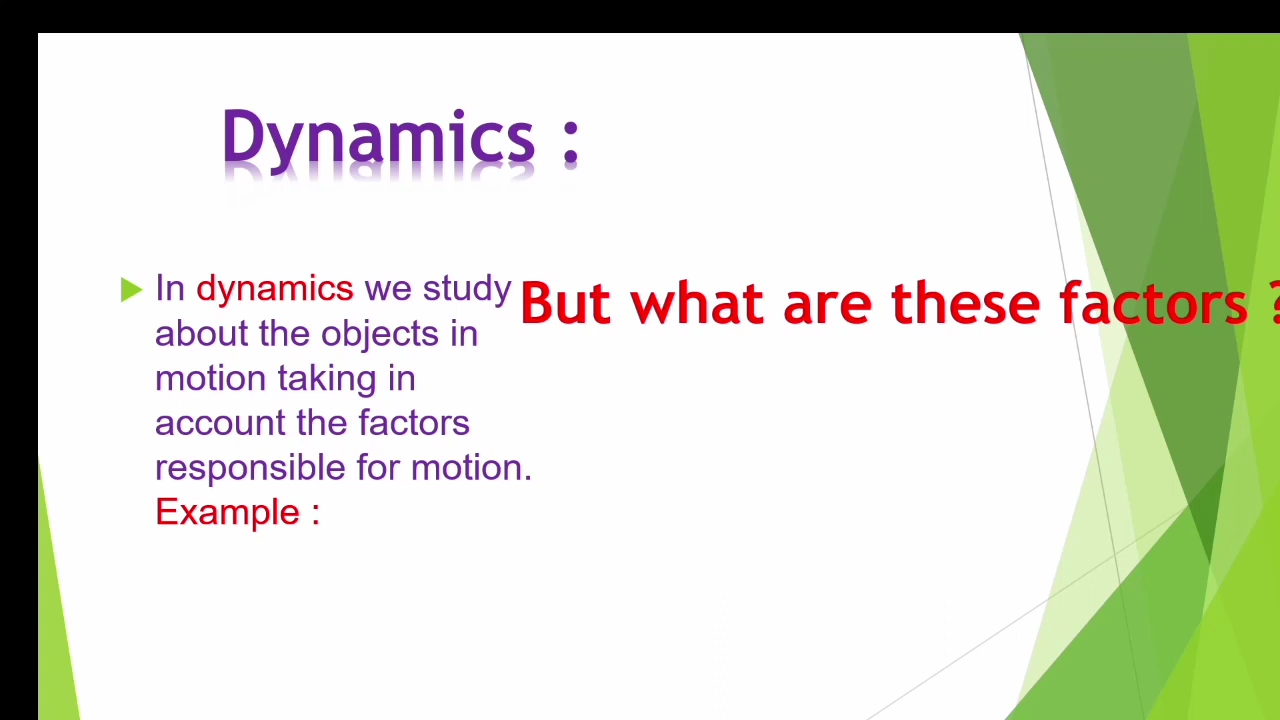 Dynamics :
In dynamics we study
about the objects in
motion taking in
account the factors
responsible for motion.
Example :
But what are these factors ?